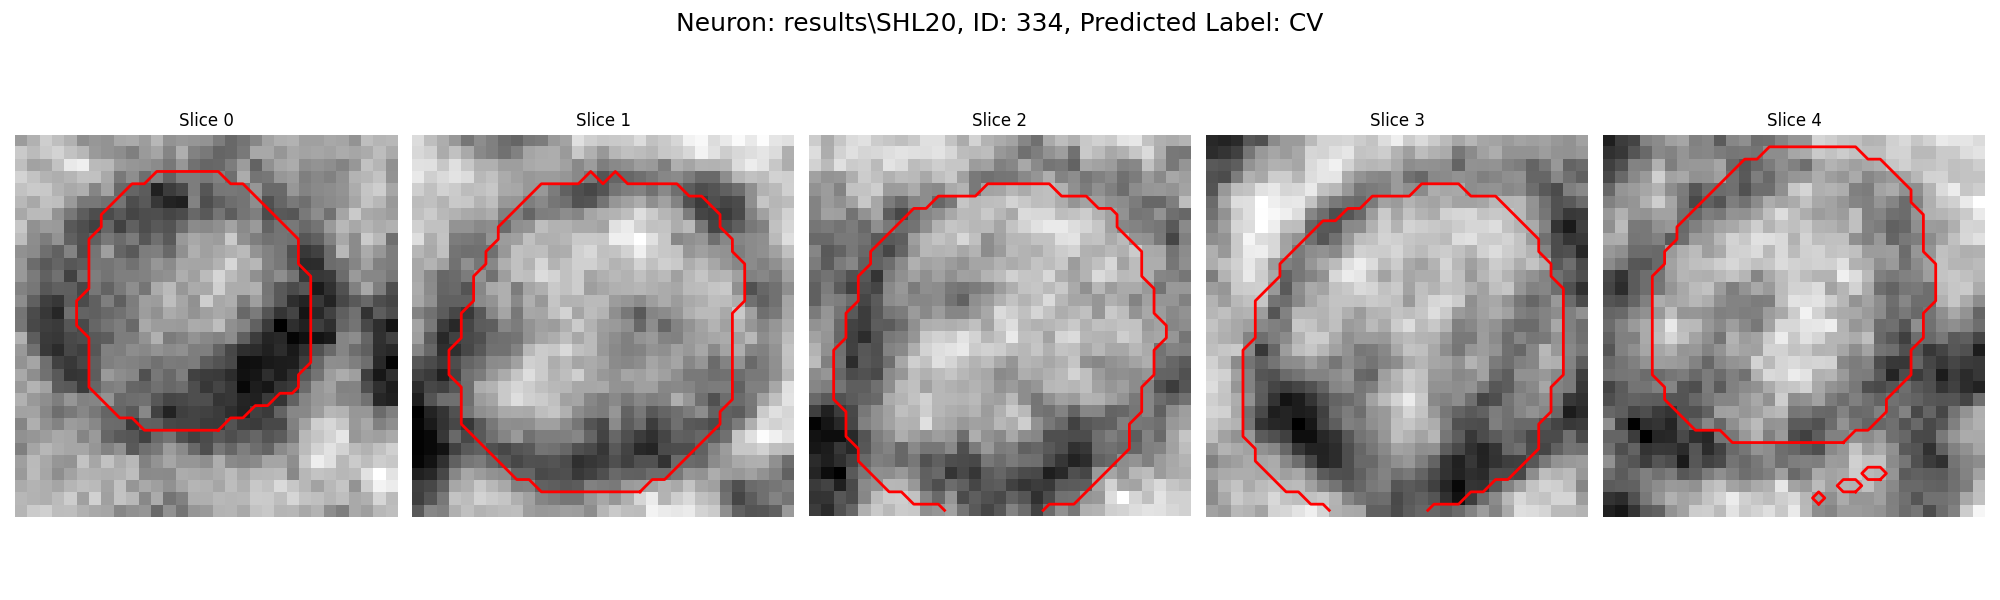 Neuron: results\SHL20, ID: 334, Predicted Label: CV
Slice 0
Slice 1
Slice 2
Slice 3
Slice 4